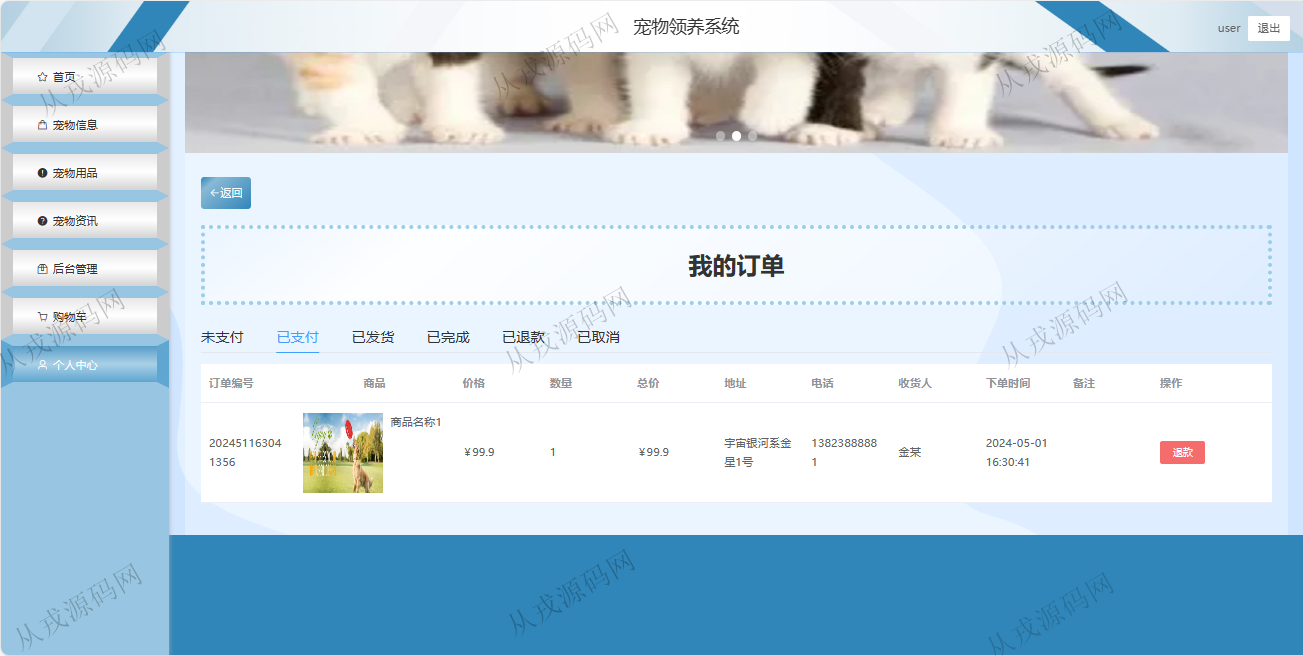 宠物领养系统
user
退出
首页
宠物信息
宠物用品
宠物资讯
后台管理
购物车
个人中心
←返回
我的订单
未支付 已支付 已发货 已完成 已退款 已取消
订单编号 商品 价格 数量 总价 地址 电话 收货人 下单时间 备注 操作
20245116304
1356
商品名称1
¥99.9
1
¥99.9
宇宙银河系金
星1号
1382388888
1
金某
2024-05-01
16:30:41
退款
从戎源码网
从戎源码网
从戎源码网
从戎源码网
从戎源码网
从戎源码网
从戎源码网
从戎源码网
从戎源码网